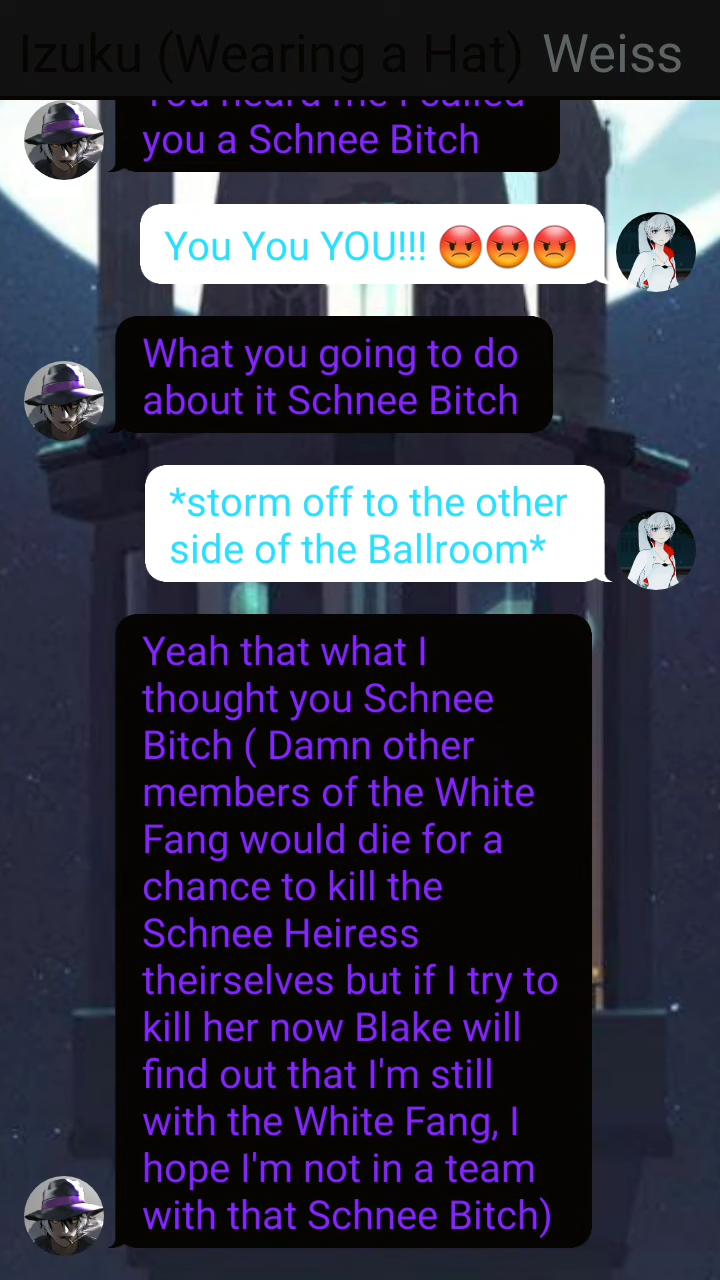 Izuku (Wearing a Hat) Weiss
You heard me I called
you a Schnee Bitch
You You YOU!!! 😡😡😡
What you going to do
about it Schnee Bitch
*storm off to the other
side of the Ballroom*
Yeah that what I
thought you Schnee
Bitch ( Damn other
members of the White
Fang would die for a
chance to kill the
Schnee Heiress
theirselves but if I try to
kill her now Blake will
find out that I'm still
with the White Fang, I
hope I'm not in a team
with that Schnee Bitch)